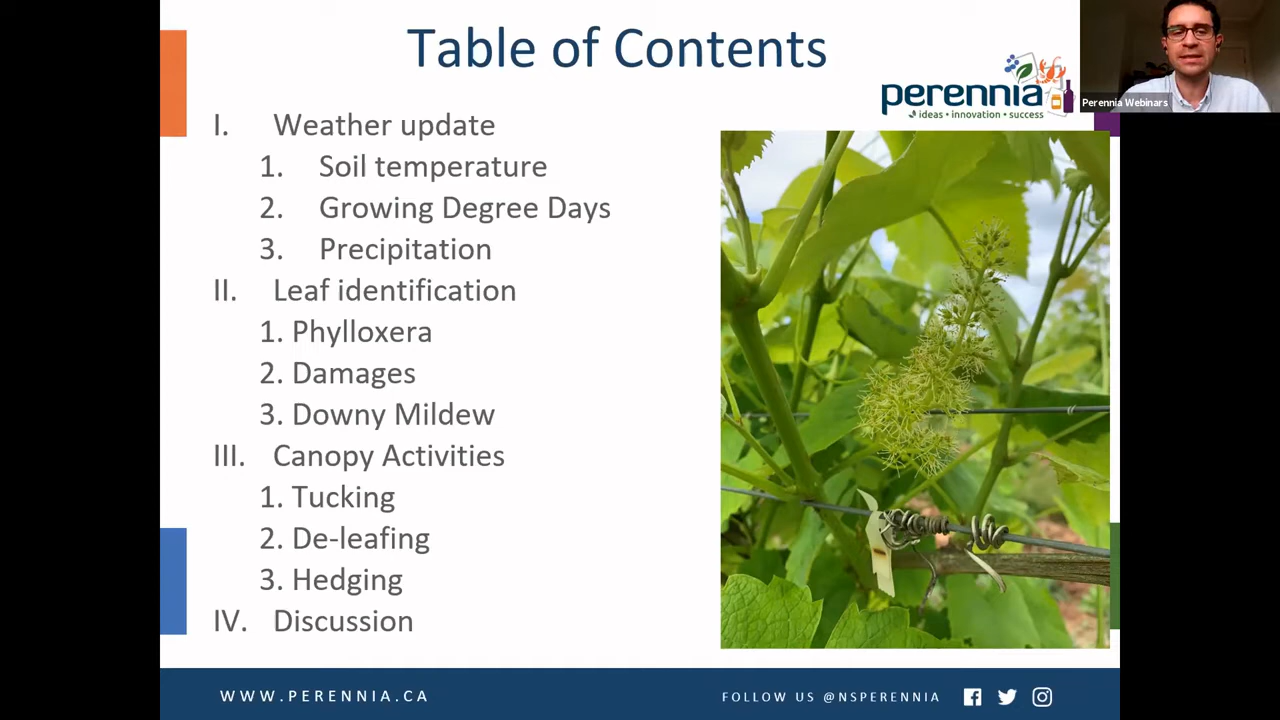 Table of Contents
perennia
ideas • innovation • success
Perennia Webinars
I. Weather update
1. Soil temperature
2. Growing Degree Days
3. Precipitation
II. Leaf identification
1. Phylloxera
2. Damages
3. Downy Mildew
III. Canopy Activities
1. Tucking
2. De-leafing
3. Hedging
IV. Discussion
WWW.PERENNIA.CA
FOLLOW US @NSPERENNIA